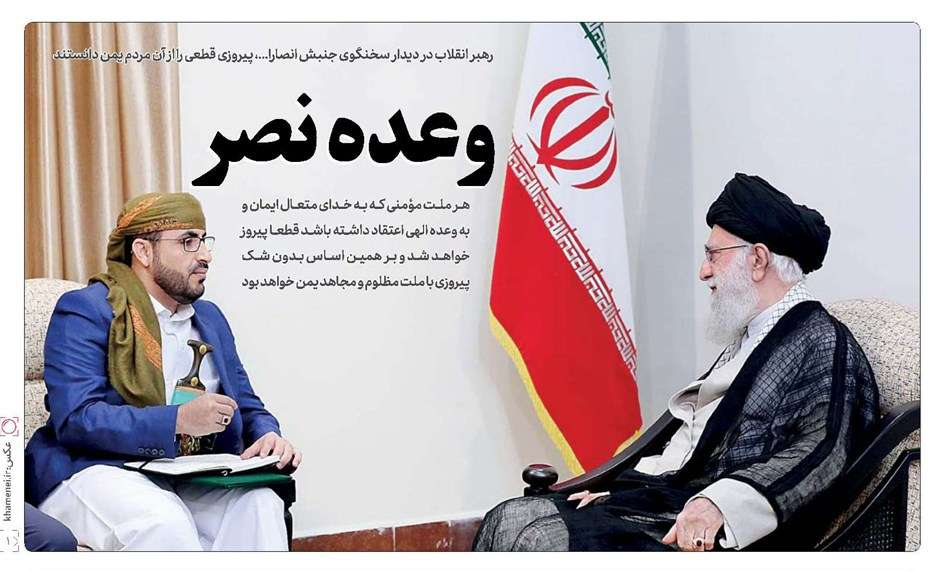 رهبر انقلاب در دیدار سخنگوی جنبش انصارا...، پیروزی قطعی را از آن مردم یمن دانستند
وعده نصر
هر ملت مؤمنی که به خدای متعال ایمان و
به وعده الهی اعتقاد داشته باشد قطعا پیروز
خواهد شد و بر همین اساس بدون شک
پیروزی با ملت مظلوم و مجاهد یمن خواهد بود
عکس: khamenei.ir